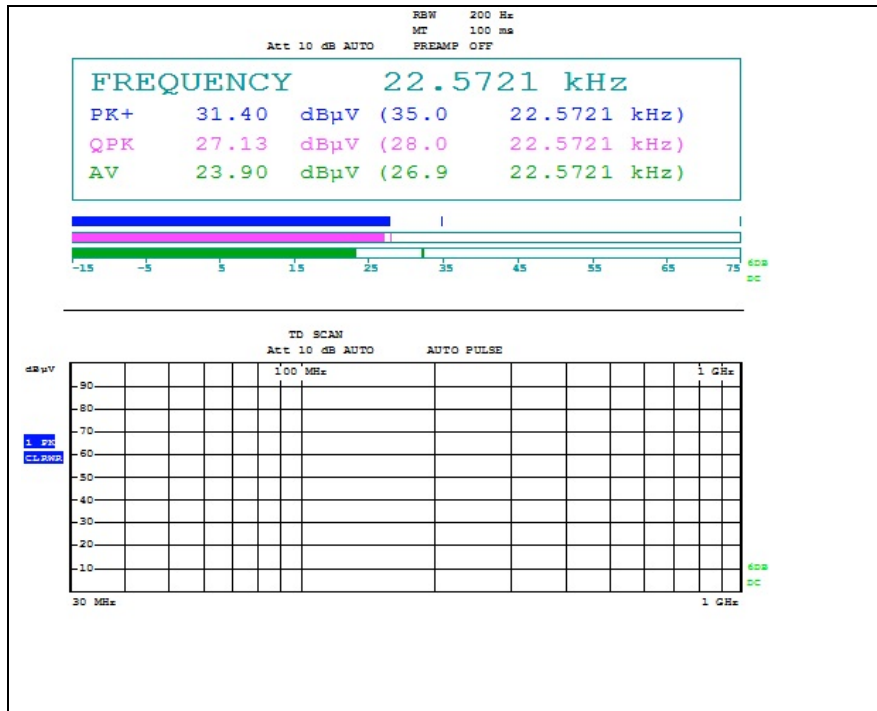 RBW 200 Hz
MT 100 ms
Att 10 dB AUTO PREAMP OFF
FREQUENCY 22.5721 kHz
PK+ 31.40 dBµV (35.0 22.5721 kHz)
QPK 27.13 dBµV (28.0 22.5721 kHz)
AV 23.90 dBµV (26.9 22.5721 kHz)
-15 -5 5 15 25 35 45 55 65 75
6DB
DC
TD SCAN
Att 10 dB AUTO AUTO PULSE
dBµV
100 MHz 1 GHz
90
80
70
1 PK
CLRWR
60
50
40
30
20
10
6DB
DC
30 MHz 1 GHz